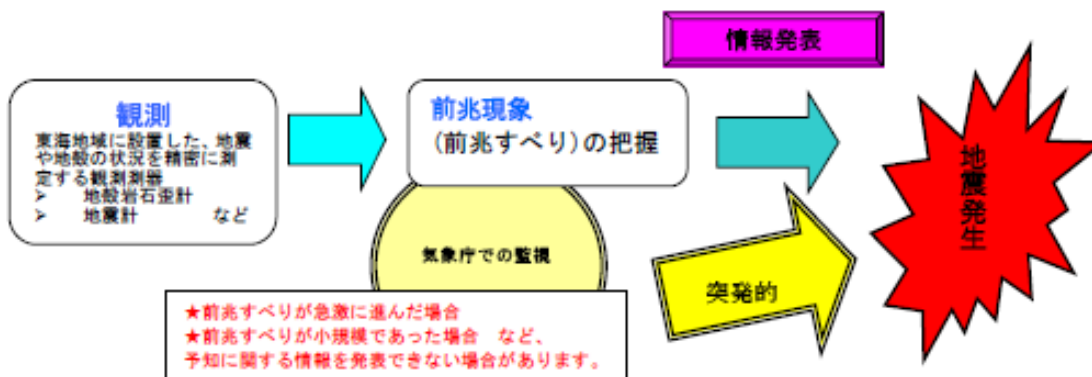 情報発表
観測
東海地域に設置した、地震
や地殻の状況を精密に測
定する観測測器
➢ 地殻岩石歪計
➢ 地震計 など
前兆現象
(前兆すべり)の把握
地震発生
気象庁での監視
突発的
★前兆すべりが急激に進んだ場合
★前兆すべりが小規模であった場合 など、
予知に関する情報を発表できない場合があります。